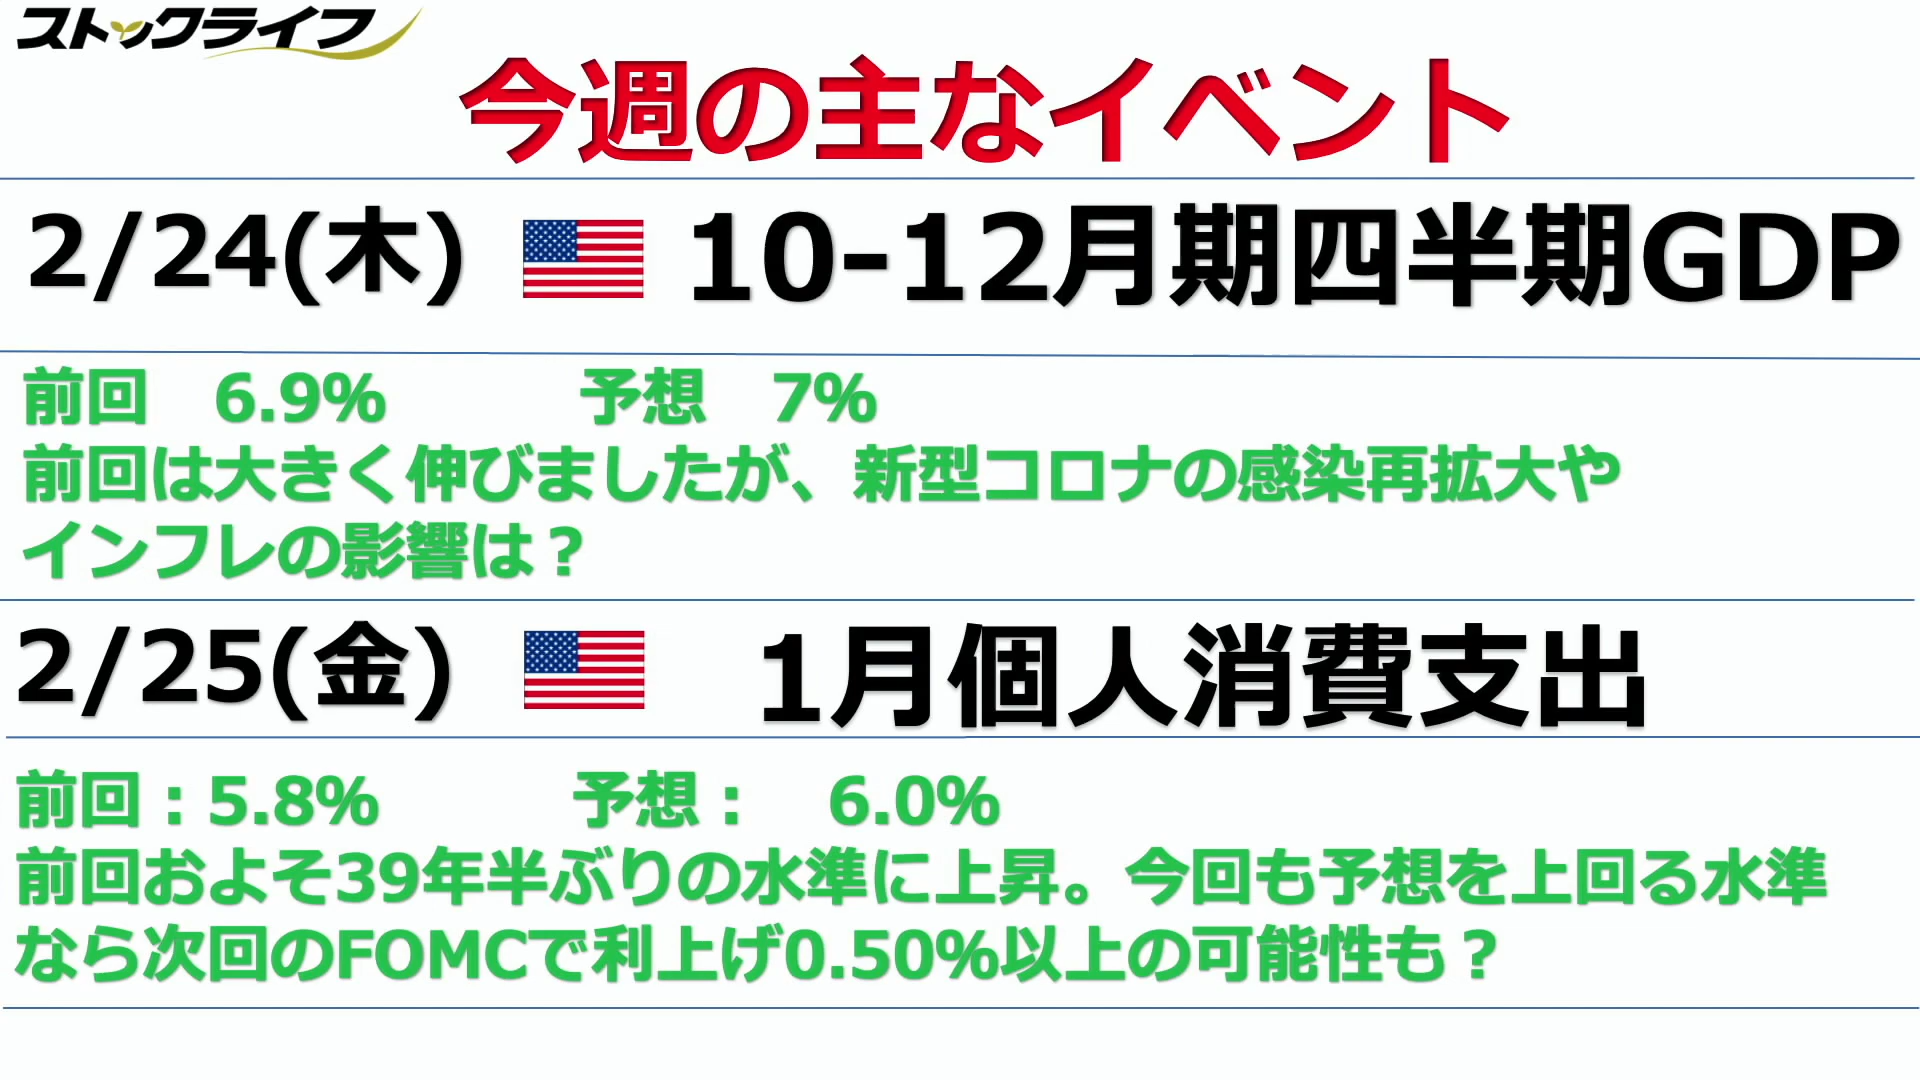 ストックライフ
今週の主なイベント
2/24(木) 10-12月期四半期GDP
前回　6.9%　　　予想　7%
前回は大きく伸びましたが、新型コロナの感染再拡大や
インフレの影響は？
2/25(金) 1月個人消費支出
前回：5.8%　　　予想：　6.0%
前回およそ39年半ぶりの水準に上昇。今回も予想を上回る水準
なら次回のFOMCで利上げ0.50%以上の可能性も？